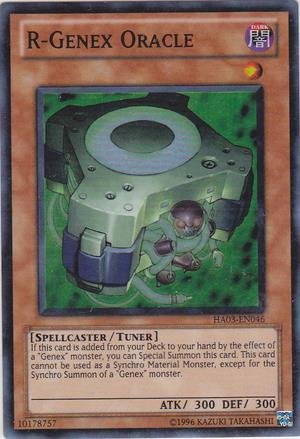 R-Genex Oracle
DARK
闇
HA03-EN046
[SPELLCASTER / TUNER]
If this card is added from your Deck to your hand by the effect of
a "Genex" monster, you can Special Summon this card. This card
cannot be used as a Synchro Material Monster, except for the
Synchro Summon of a "Genex" monster.
ATK/ 300 DEF/ 300
10178757
©1996 KAZUKI TAKAHASHI